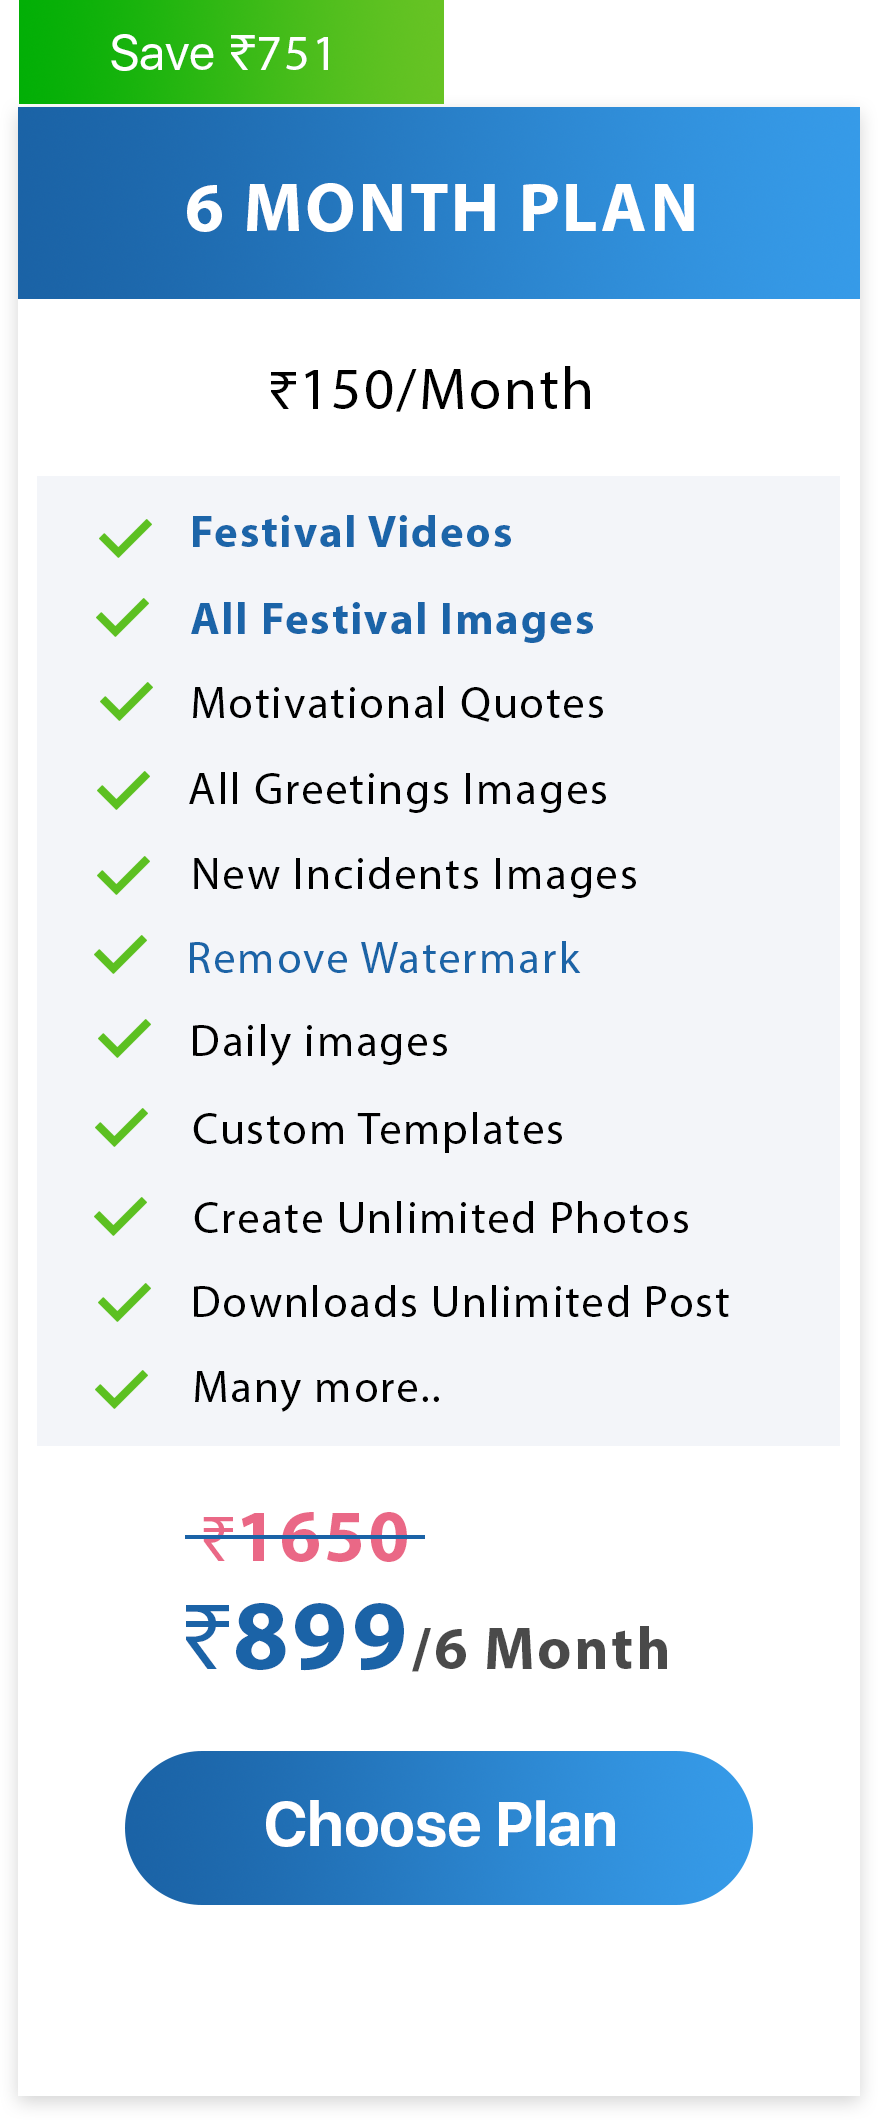 Save ₹751
6 MONTH PLAN
₹150/Month
Festival Videos
All Festival Images
Motivational Quotes
All Greetings Images
New Incidents Images
Remove Watermark
Daily images
Custom Templates
Create Unlimited Photos
Downloads Unlimited Post
Many more..
₹1650
₹899/6 Month
Choose Plan